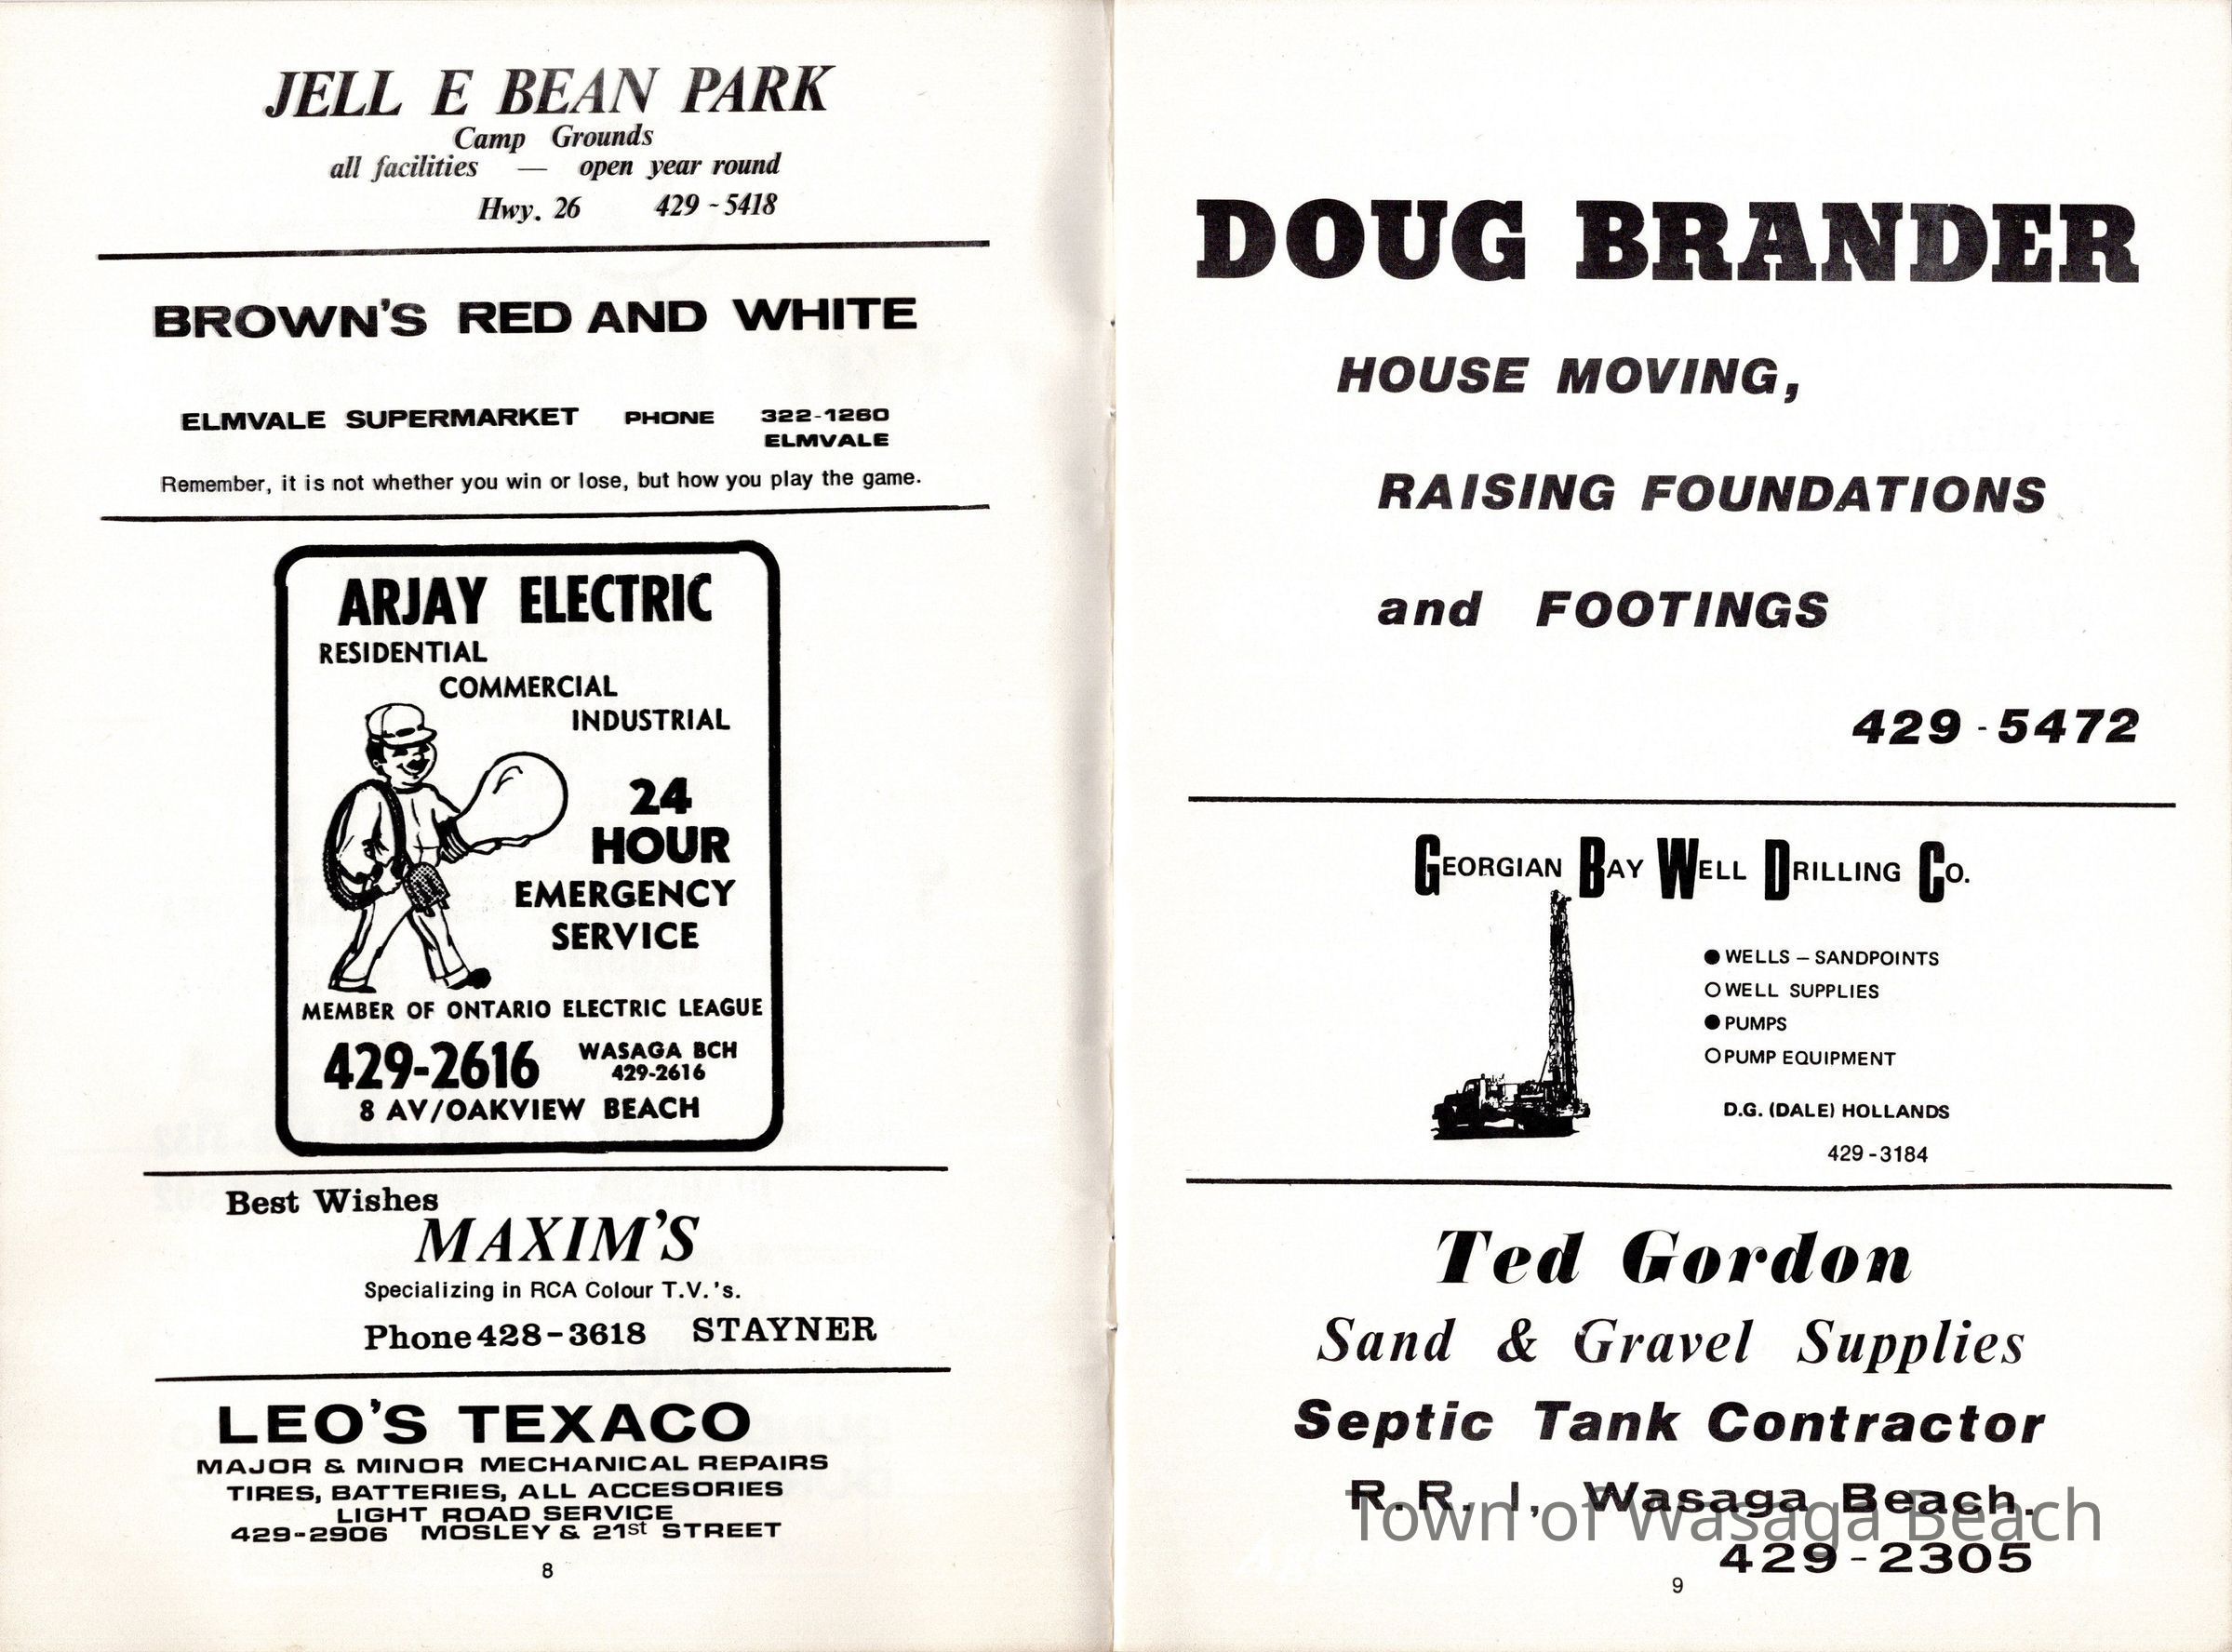 JELL E BEAN PARK
Camp Grounds
all facilities — open year round
Hwy. 26 429 - 5418
BROWN'S RED AND WHITE
ELMVALE SUPERMARKET PHONE 322-1260
ELMVALE
Remember, it is not whether you win or lose, but how you play the game.
ARJAY ELECTRIC
RESIDENTIAL
COMMERCIAL
INDUSTRIAL
24
HOUR
EMERGENCY
SERVICE
MEMBER OF ONTARIO ELECTRIC LEAGUE
429-2616 WASAGA BCH
429-2616
8 AV/OAKVIEW BEACH
Best Wishes
MAXIM'S
Specializing in RCA Colour T.V.'s.
Phone 428-3618 STAYNER
LEO'S TEXACO
MAJOR & MINOR MECHANICAL REPAIRS
TIRES, BATTERIES, ALL ACCESORIES
LIGHT ROAD SERVICE
429-2906 MOSLEY & 21st STREET
8
DOUG BRANDER
HOUSE MOVING,
RAISING FOUNDATIONS
and FOOTINGS
429 - 5472
GEORGIAN BAY WELL DRILLING CO.
● WELLS — SANDPOINTS
O WELL SUPPLIES
● PUMPS
O PUMP EQUIPMENT
D.G. (DALE) HOLLANDS
429 - 3184
Ted Gordon
Sand & Gravel Supplies
Septic Tank Contractor
R.R. 1, Wasaga Beach.
Town of Wasaga Beach
429 - 2305
9